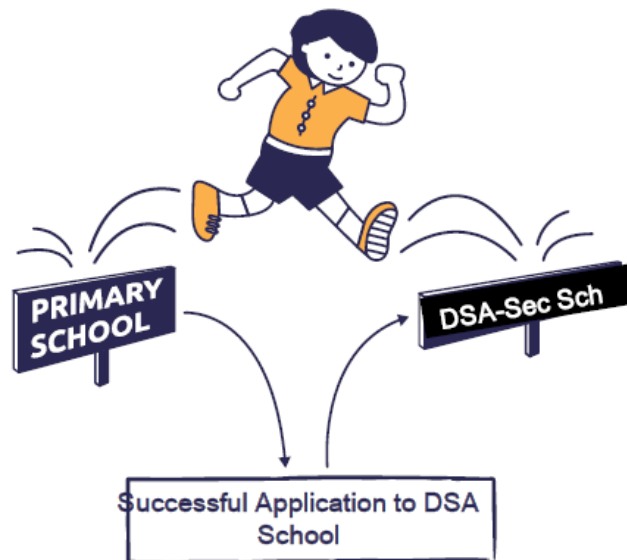 PRIMARY
SCHOOL
DSA-Sec Sch
Successful Application to DSA
School